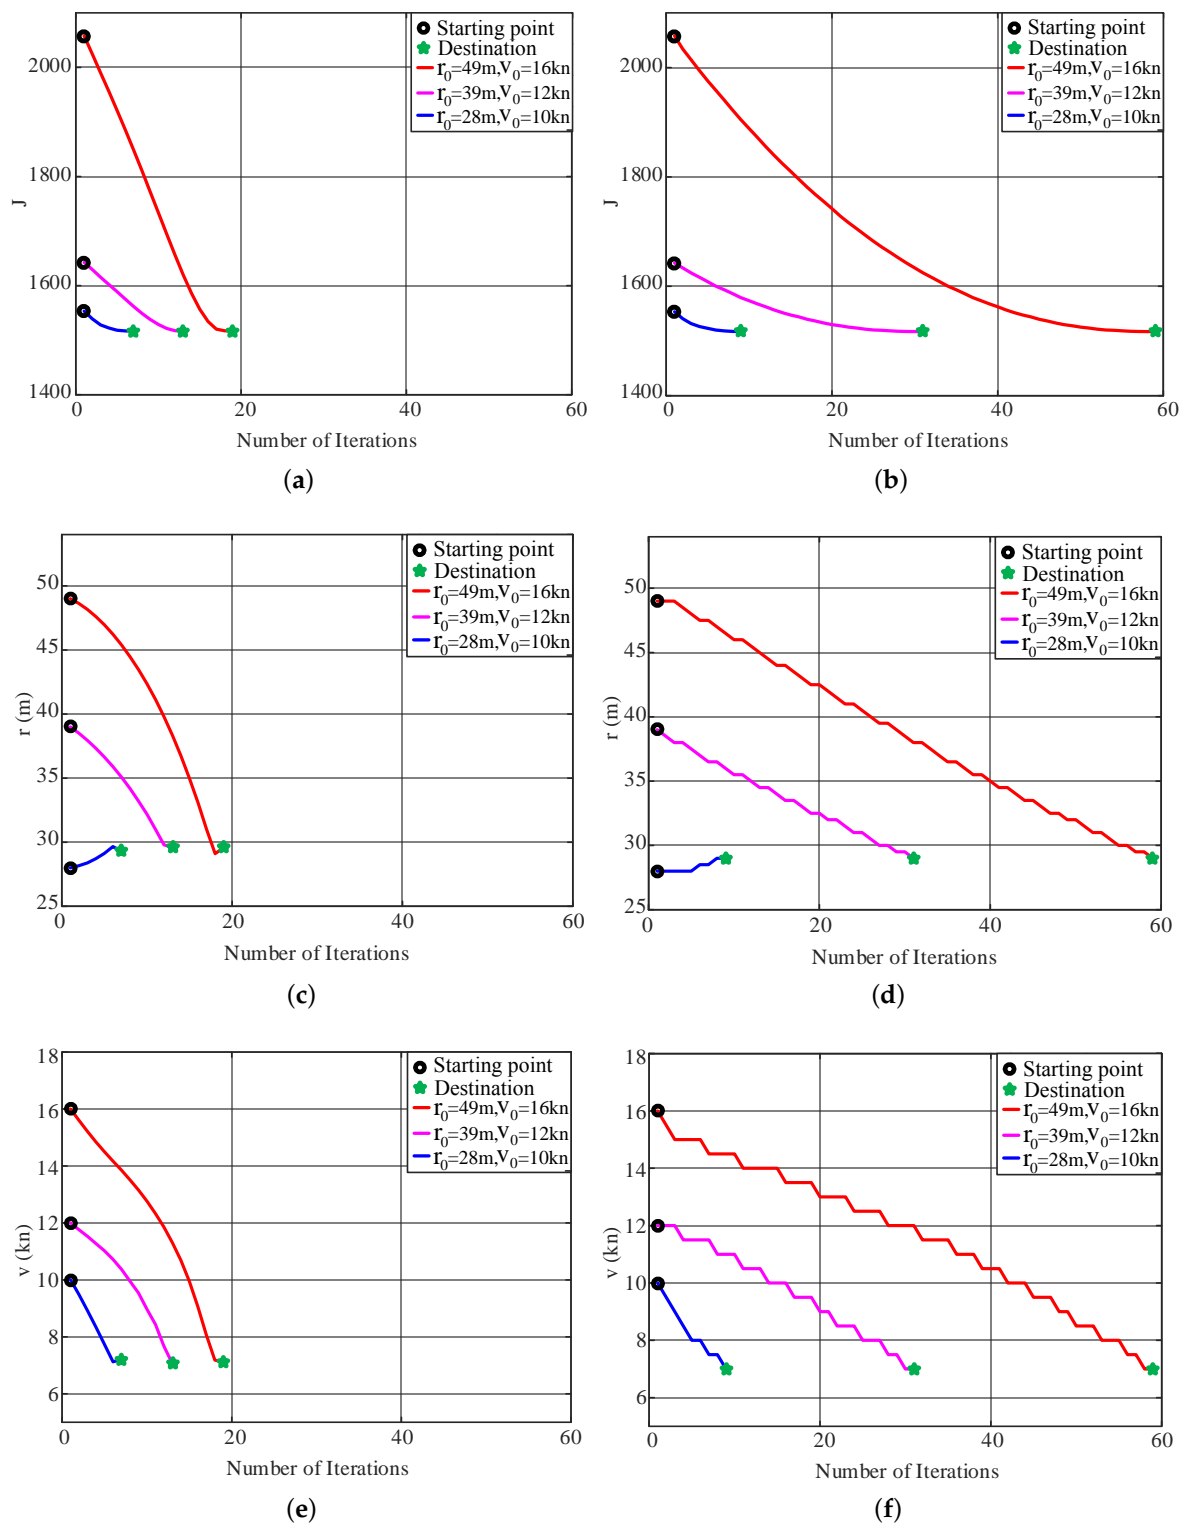 Starting point
Destination
r0=49m,V0=16kn
r0=39m,V0=12kn
r0=28m,V0=10kn
2000
1800
1600
1400
J
0
20
40
60
Number of Iterations
(a)
Starting point
Destination
r0=49m,V0=16kn
r0=39m,V0=12kn
r0=28m,V0=10kn
2000
1800
1600
1400
J
0
20
40
60
Number of Iterations
(b)
Starting point
Destination
r0=49m,V0=16kn
r0=39m,V0=12kn
r0=28m,V0=10kn
50
45
40
35
30
25
r (m)
0
20
40
60
Number of Iterations
(c)
Starting point
Destination
r0=49m,V0=16kn
r0=39m,V0=12kn
r0=28m,V0=10kn
50
45
40
35
30
25
r (m)
0
20
40
60
Number of Iterations
(d)
Starting point
Destination
r0=49m,V0=16kn
r0=39m,V0=12kn
r0=28m,V0=10kn
18
16
14
12
10
8
6
v (kn)
0
20
40
60
Number of Iterations
(e)
Starting point
Destination
r0=49m,V0=16kn
r0=39m,V0=12kn
r0=28m,V0=10kn
18
16
14
12
10
8
6
v (kn)
0
20
40
60
Number of Iterations
(f)